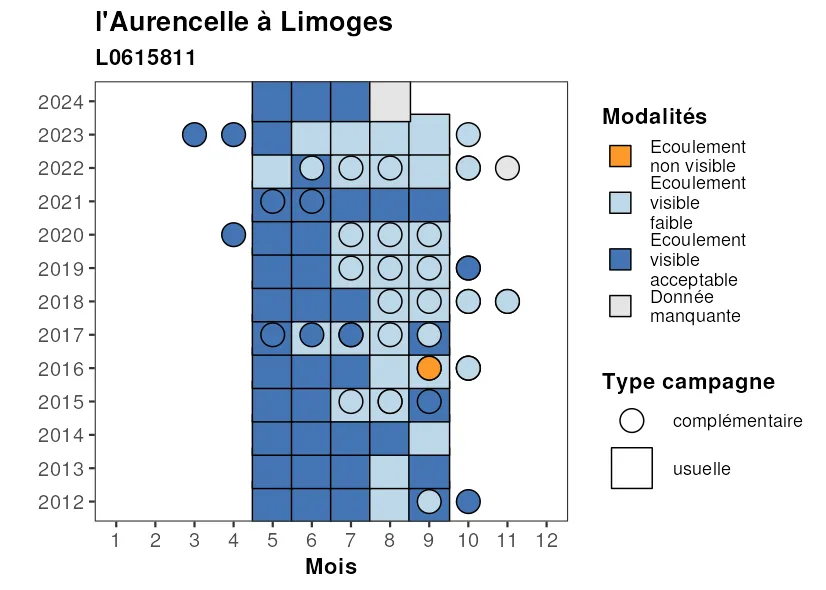 l'Aurencelle à Limoges
L0615811
2024
2023
2022
2021
2020
2019
2018
2017
2016
2015
2014
2013
2012
1 2 3 4 5 6 7 8 9 10 11 12
Mois
Modalités
Ecoulement
non visible
Ecoulement
visible
faible
Ecoulement
visible
acceptable
Donnée
manquante
Type campagne
complémentaire
usuelle